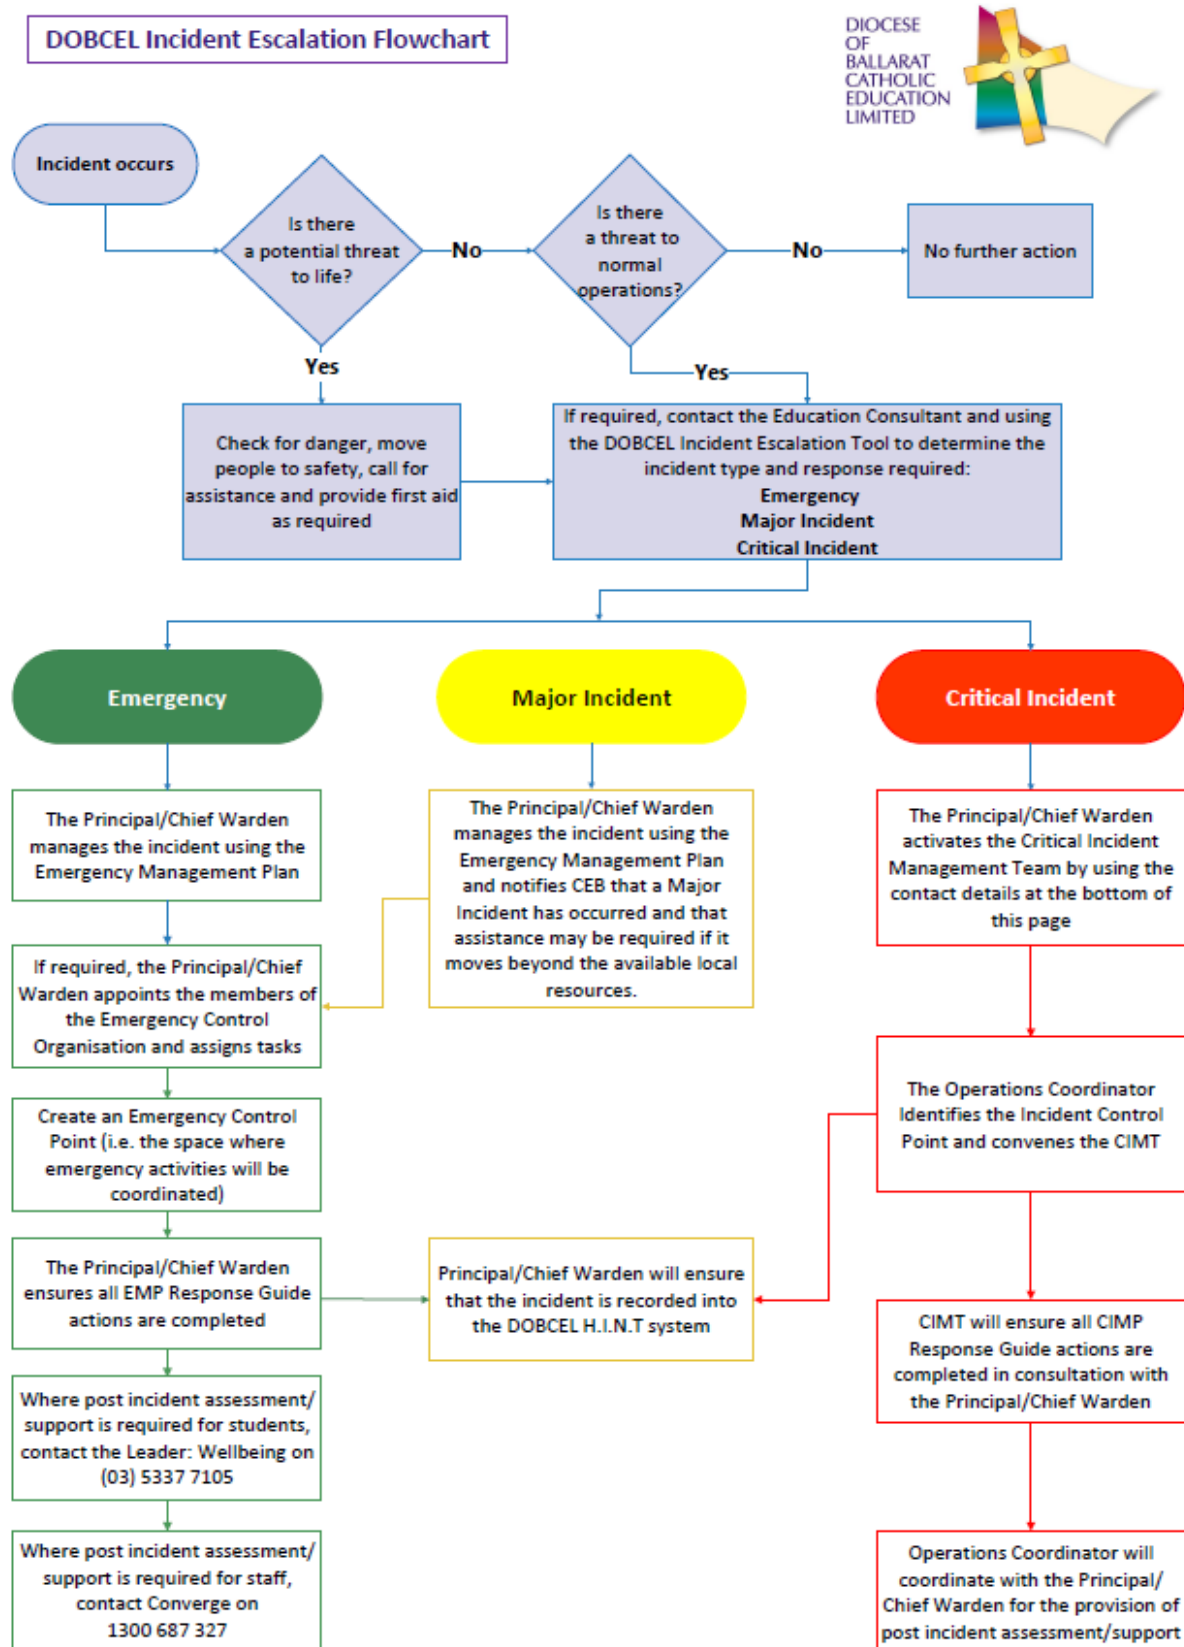 DOBCEL Incident Escalation Flowchart
DIOCESE
OF
BALLARAT
CATHOLIC
EDUCATION
LIMITED
Incident occurs
Is there
a potential threat
to life?
No
Is there
a threat to
normal
operations?
No
No further action
Yes
Yes
Check for danger, move
people to safety, call for
assistance and provide first aid
as required
If required, contact the Education Consultant and using
the DOBCEL Incident Escalation Tool to determine the
incident type and response required:
Emergency
Major Incident
Critical Incident
Emergency
Major Incident
Critical Incident
The Principal/Chief Warden
manages the incident using the
Emergency Management Plan
If required, the Principal/Chief
Warden appoints the members of
the Emergency Control
Organisation and assigns tasks
Create an Emergency Control
Point (i.e. the space where
emergency activities will be
coordinated)
The Principal/Chief Warden
ensures all EMP Response Guide
actions are completed
Where post incident assessment/
support is required for students,
contact the Leader: Wellbeing on
(03) 5337 7105
Where post incident assessment/
support is required for staff,
contact Converge on
1300 687 327
The Principal/Chief Warden
manages the incident using the
Emergency Management Plan
and notifies CEB that a Major
Incident has occurred and that
assistance may be required if it
moves beyond the available local
resources.
Principal/Chief Warden will ensure
that the incident is recorded into
the DOBCEL H.I.N.T system
The Principal/Chief Warden
activates the Critical Incident
Management Team by using the
contact details at the bottom of
this page
The Operations Coordinator
Identifies the Incident Control
Point and convenes the CIMT
CIMT will ensure all CIMP
Response Guide actions are
completed in consultation with
the Principal/Chief Warden
Operations Coordinator will
coordinate with the Principal/
Chief Warden for the provision of
post incident assessment/support